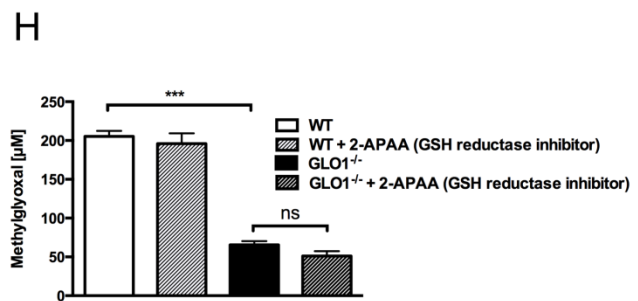 H
***
250
200
150
100
50
0
Methylglyoxal [µM]
WT
WT + 2-APAA (GSH reductase inhibitor)
GLO1-/-
GLO1-/- + 2-APAA (GSH reductase inhibitor)
ns